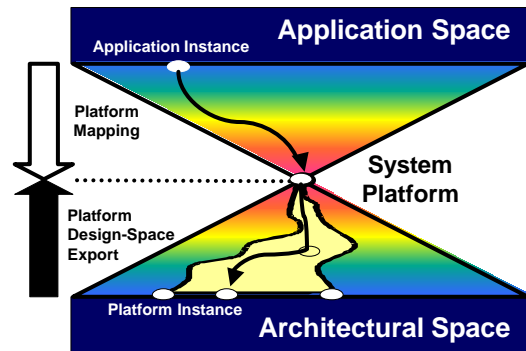 Application Space
Application Instance
Platform
Mapping
System
Platform
Platform
Design-Space
Export
Platform Instance
Architectural Space